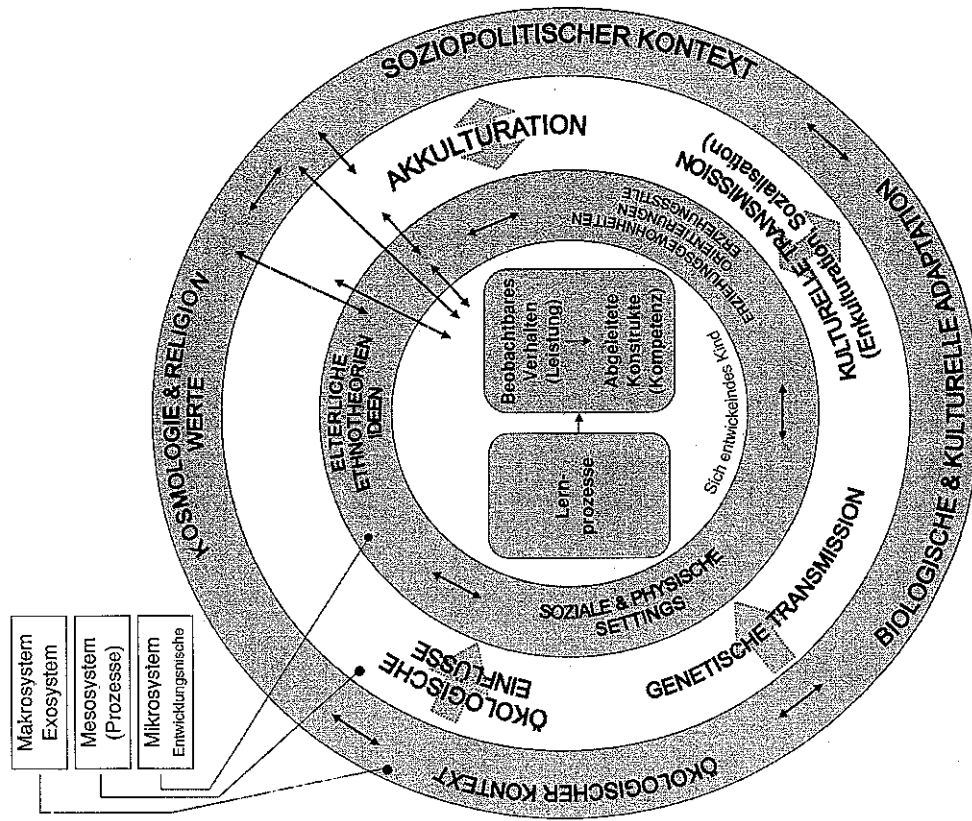 Makrosystem
Exosystem
Mesosystem
(Prozesse)
Mikrosystem
Entwicklungsnische
KOSMOLOGIE & RELIGION
WERTE
SOZIOPOLITISCHER KONTEXT
BIOLOGISCHE & KULTURELLE ADAPTATION
ÖKOLOGISCHER KONTEXT
ÖKOLOGISCHE
EINFLÜSSE
AKKULTURATION
KULTURELLE TRANSMISSION
(Enkulturation, Sozialisation)
GENETISCHE TRANSMISSION
ELTERLICHE
ETHNOTHEORIEN
IDEEN
ERZIEHUNGSGEWOHNHEITEN
ORIENTIERUNGEN
ERZIEHUNGSSTILE
SOZIALE & PHYSISCHE
SETTINGS
Lern-
prozesse
Beobachtbares
Verhalten
(Leistung)
Abgeleitete
Konstrukte
(Kompetenz)
Sich entwickelndes Kind